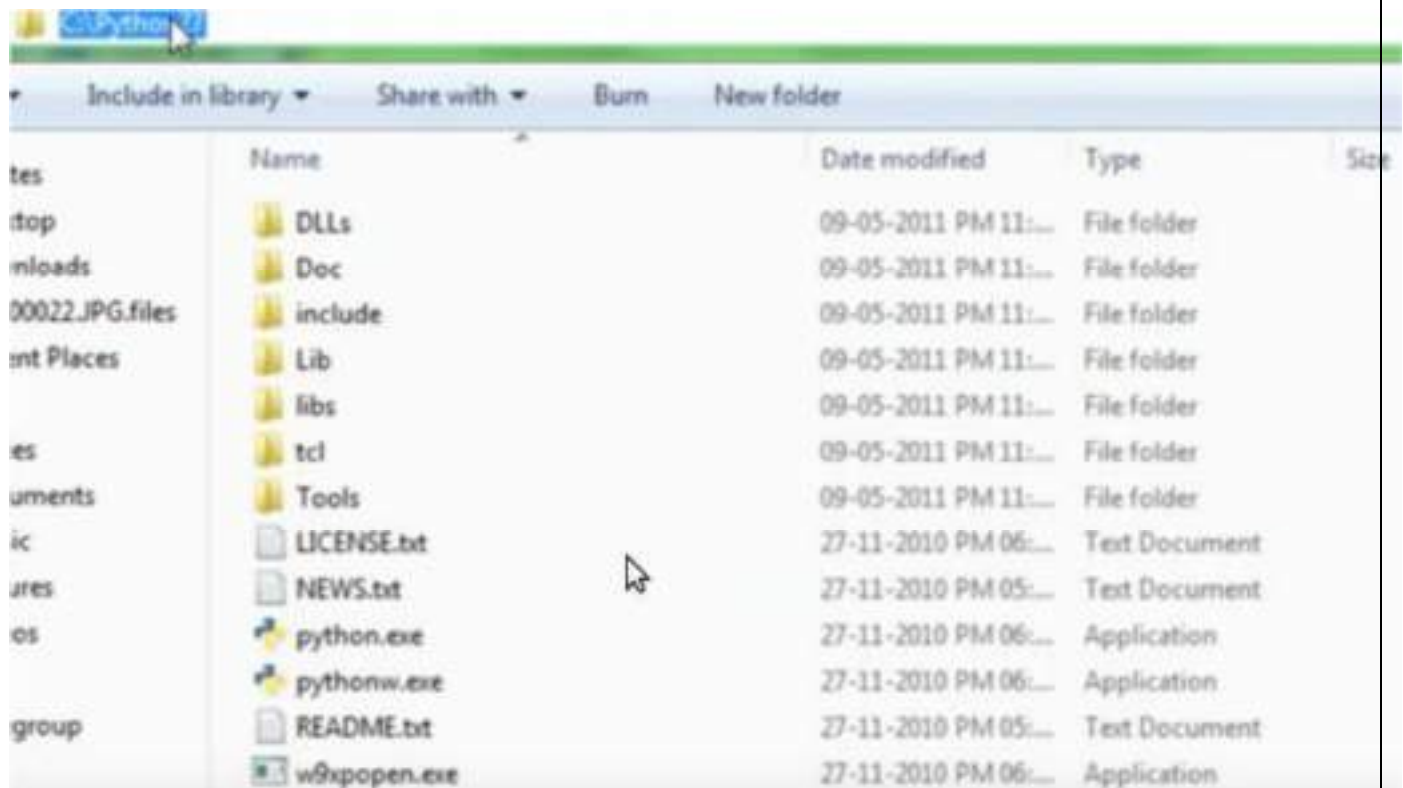 C:\Python27
Include in library Share with Burn New folder
Name Date modified Type Size
tes
top
nloads
00022.JPG.files
ent Places
es
uments
ic
ures
os
group
DLLs 09-05-2011 PM 11:... File folder
Doc 09-05-2011 PM 11:... File folder
include 09-05-2011 PM 11:... File folder
Lib 09-05-2011 PM 11:... File folder
libs 09-05-2011 PM 11:... File folder
tcl 09-05-2011 PM 11:... File folder
Tools 09-05-2011 PM 11:... File folder
LICENSE.txt 27-11-2010 PM 06:... Text Document
NEWS.txt 27-11-2010 PM 05:... Text Document
python.exe 27-11-2010 PM 06:... Application
pythonw.exe 27-11-2010 PM 06:... Application
README.txt 27-11-2010 PM 05:... Text Document
w9xpopen.exe 27-11-2010 PM 06:... Application